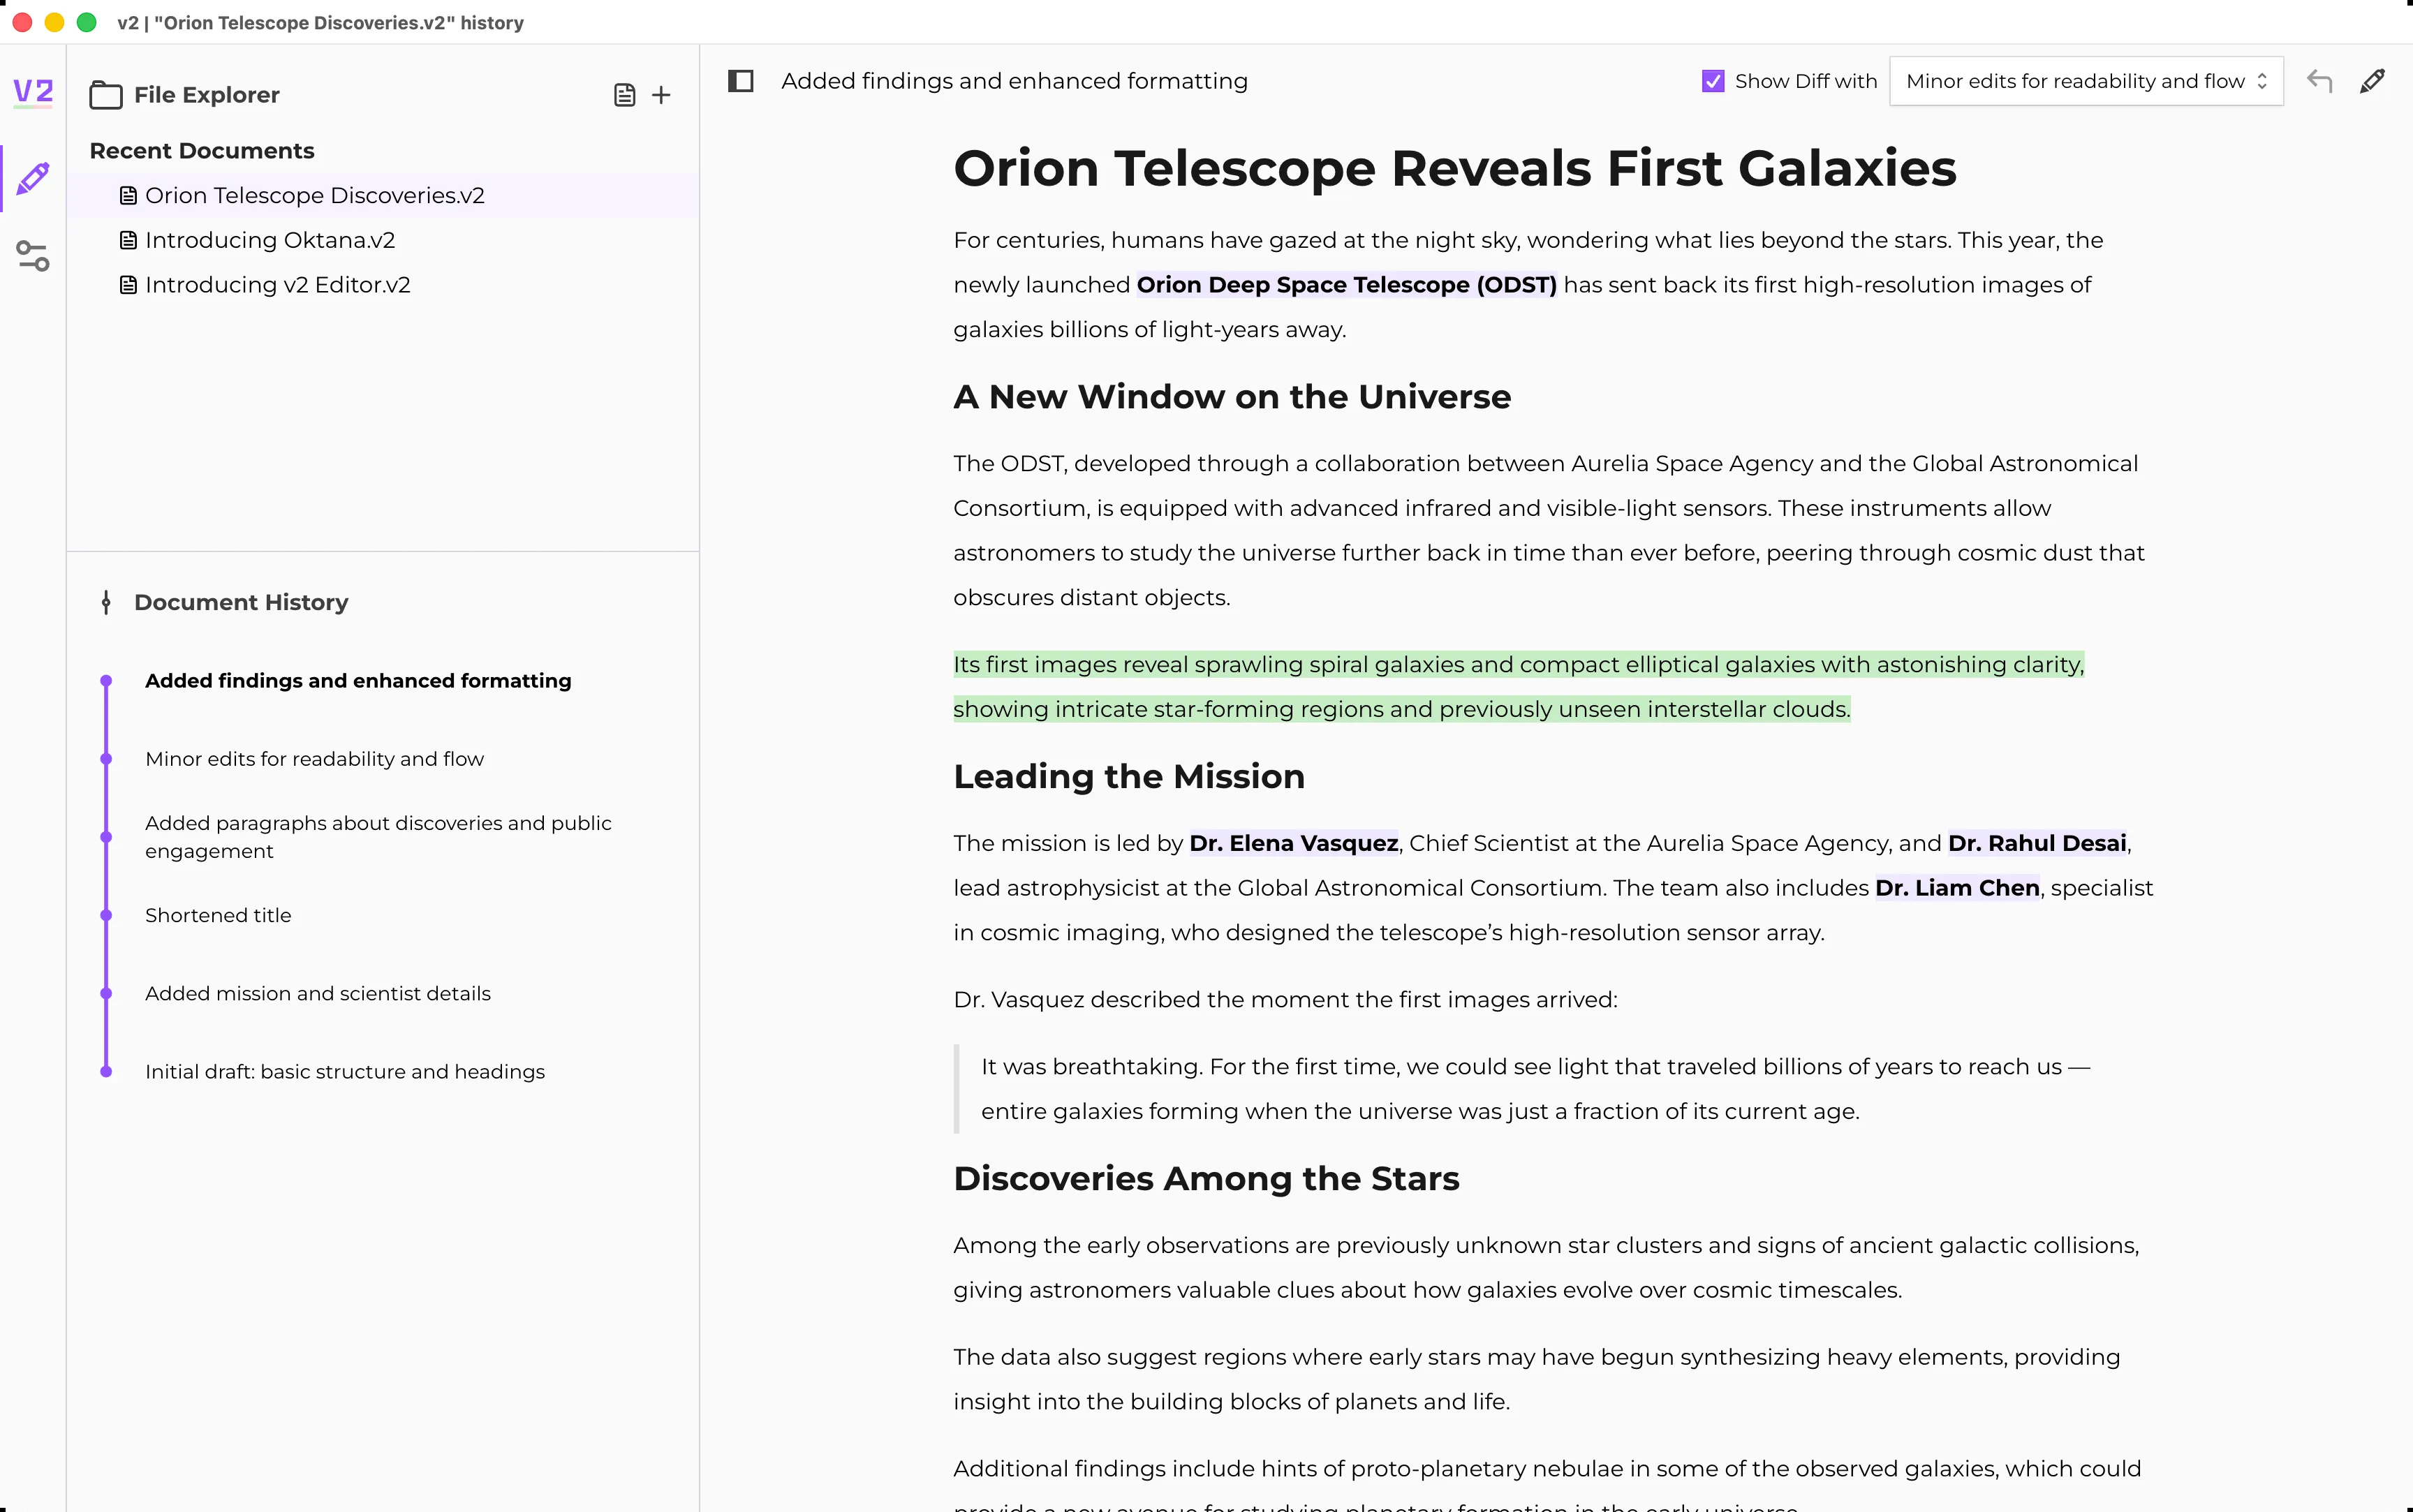 v2 | "Orion Telescope Discoveries.v2" history
V2
File Explorer
Recent Documents
Orion Telescope Discoveries.v2
Introducing Oktana.v2
Introducing v2 Editor.v2
Document History
Added findings and enhanced formatting
Minor edits for readability and flow
Added paragraphs about discoveries and public
engagement
Shortened title
Added mission and scientist details
Initial draft: basic structure and headings
Added findings and enhanced formatting
Show Diff with
Minor edits for readability and flow
Orion Telescope Reveals First Galaxies
For centuries, humans have gazed at the night sky, wondering what lies beyond the stars. This year, the
newly launched Orion Deep Space Telescope (ODST) has sent back its first high-resolution images of
galaxies billions of light-years away.
A New Window on the Universe
The ODST, developed through a collaboration between Aurelia Space Agency and the Global Astronomical
Consortium, is equipped with advanced infrared and visible-light sensors. These instruments allow
astronomers to study the universe further back in time than ever before, peering through cosmic dust that
obscures distant objects.
Its first images reveal sprawling spiral galaxies and compact elliptical galaxies with astonishing clarity,
showing intricate star-forming regions and previously unseen interstellar clouds.
Leading the Mission
The mission is led by Dr. Elena Vasquez, Chief Scientist at the Aurelia Space Agency, and Dr. Rahul Desai,
lead astrophysicist at the Global Astronomical Consortium. The team also includes Dr. Liam Chen, specialist
in cosmic imaging, who designed the telescope’s high-resolution sensor array.
Dr. Vasquez described the moment the first images arrived:
It was breathtaking. For the first time, we could see light that traveled billions of years to reach us —
entire galaxies forming when the universe was just a fraction of its current age.
Discoveries Among the Stars
Among the early observations are previously unknown star clusters and signs of ancient galactic collisions,
giving astronomers valuable clues about how galaxies evolve over cosmic timescales.
The data also suggest regions where early stars may have begun synthesizing heavy elements, providing
insight into the building blocks of planets and life.
Additional findings include hints of proto-planetary nebulae in some of the observed galaxies, which could
provide a new avenue for studying planetary formation in the early universe.